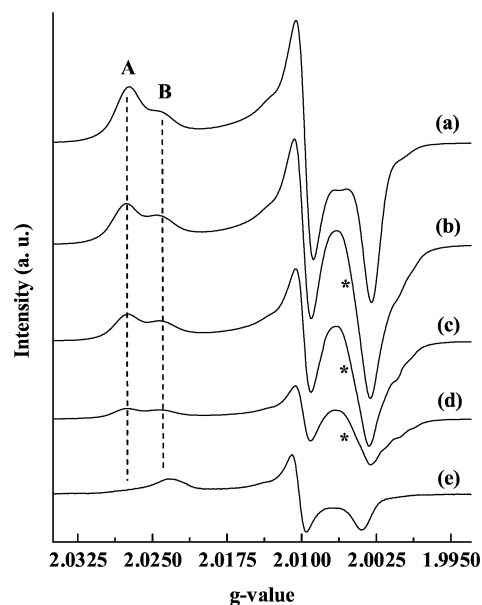 A
B
(a)
(b)
*
(c)
*
(d)
*
(e)
Intensity (a. u.)
2.0325 2.0250 2.0175 2.0100 2.0025 1.9950
g-value